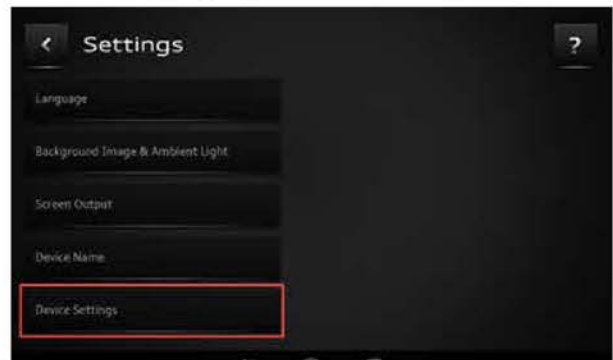 Settings
?
Language
Background Image & Ambient Light
Screen Output
Device Name
Device Settings